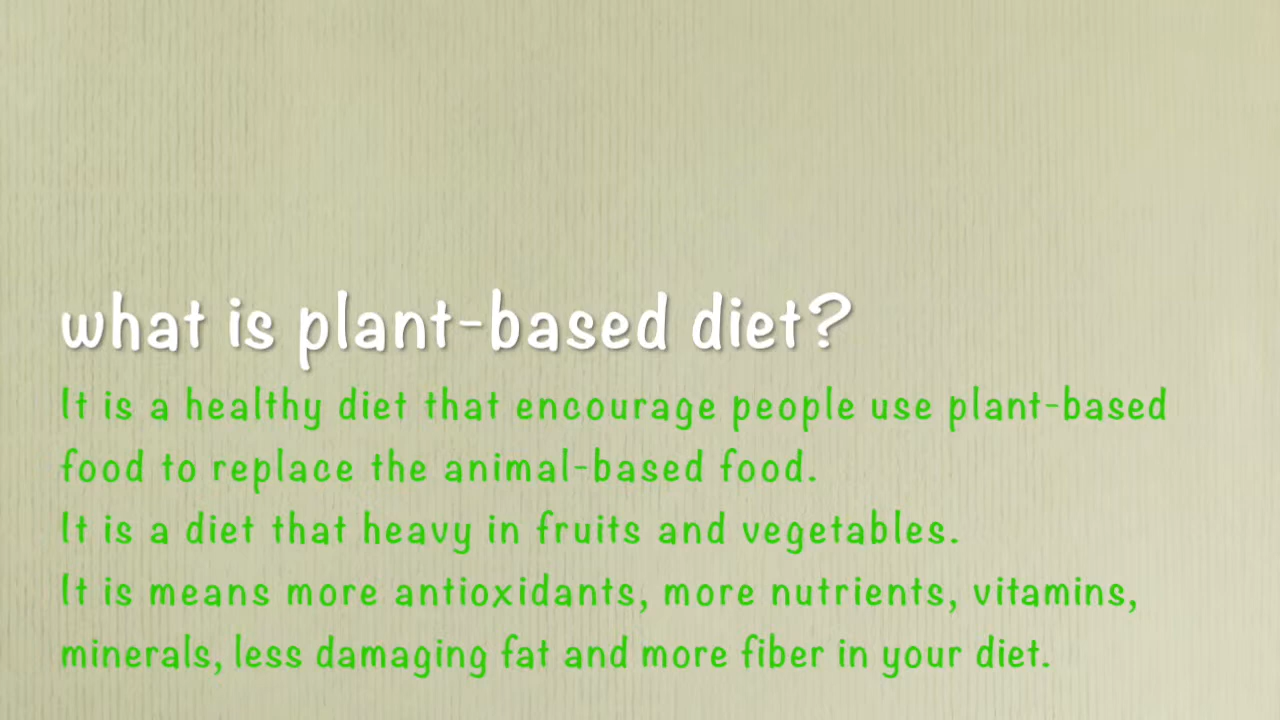 what is plant-based diet?
It is a healthy diet that encourage people use plant-based
food to replace the animal-based food.
It is a diet that heavy in fruits and vegetables.
It is means more antioxidants, more nutrients, vitamins,
minerals, less damaging fat and more fiber in your diet.